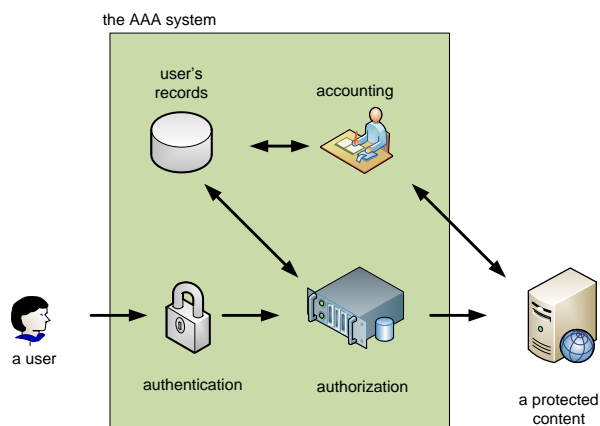 the AAA system
user's
records
accounting
a user
authentication
authorization
a protected
content